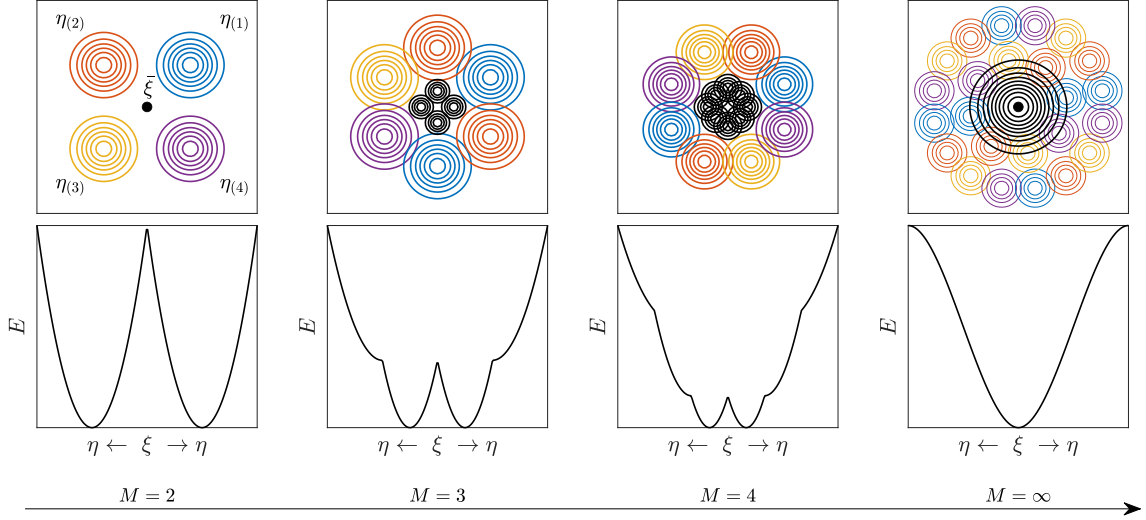 η(2) η(1)
ξ̄
η(3) η(4)
E E E E
η ← ξ → η η ← ξ → η η ← ξ → η η ← ξ → η
M = 2 M = 3 M = 4 M = ∞